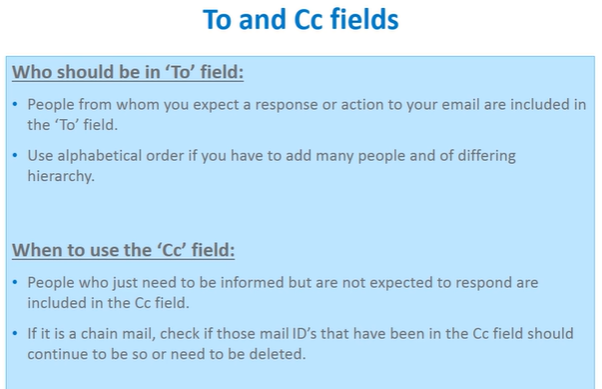 To and Cc fields
Who should be in ‘To’ field:
• People from whom you expect a response or action to your email are included in
the ‘To’ field.
• Use alphabetical order if you have to add many people and of differing
hierarchy.
When to use the ‘Cc’ field:
• People who just need to be informed but are not expected to respond are
included in the Cc field.
• If it is a chain mail, check if those mail ID’s that have been in the Cc field should
continue to be so or need to be deleted.